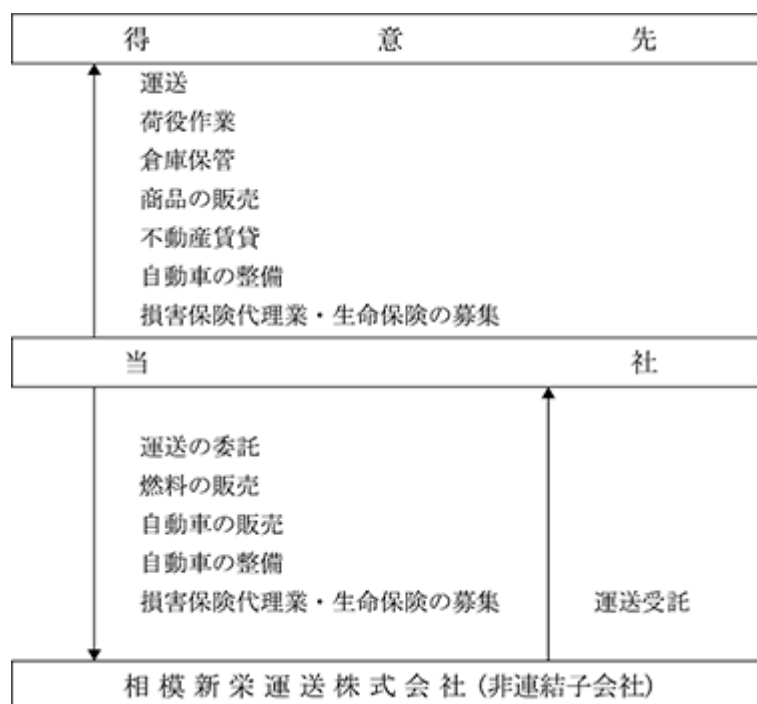 得意先
運送
荷役作業
倉庫保管
商品の販売
不動産賃貸
自動車の整備
損害保険代理業・生命保険の募集
当社
運送の委託
燃料の販売
自動車の販売
自動車の整備
損害保険代理業・生命保険の募集
運送受託
相模新栄運送株式会社(非連結子会社)